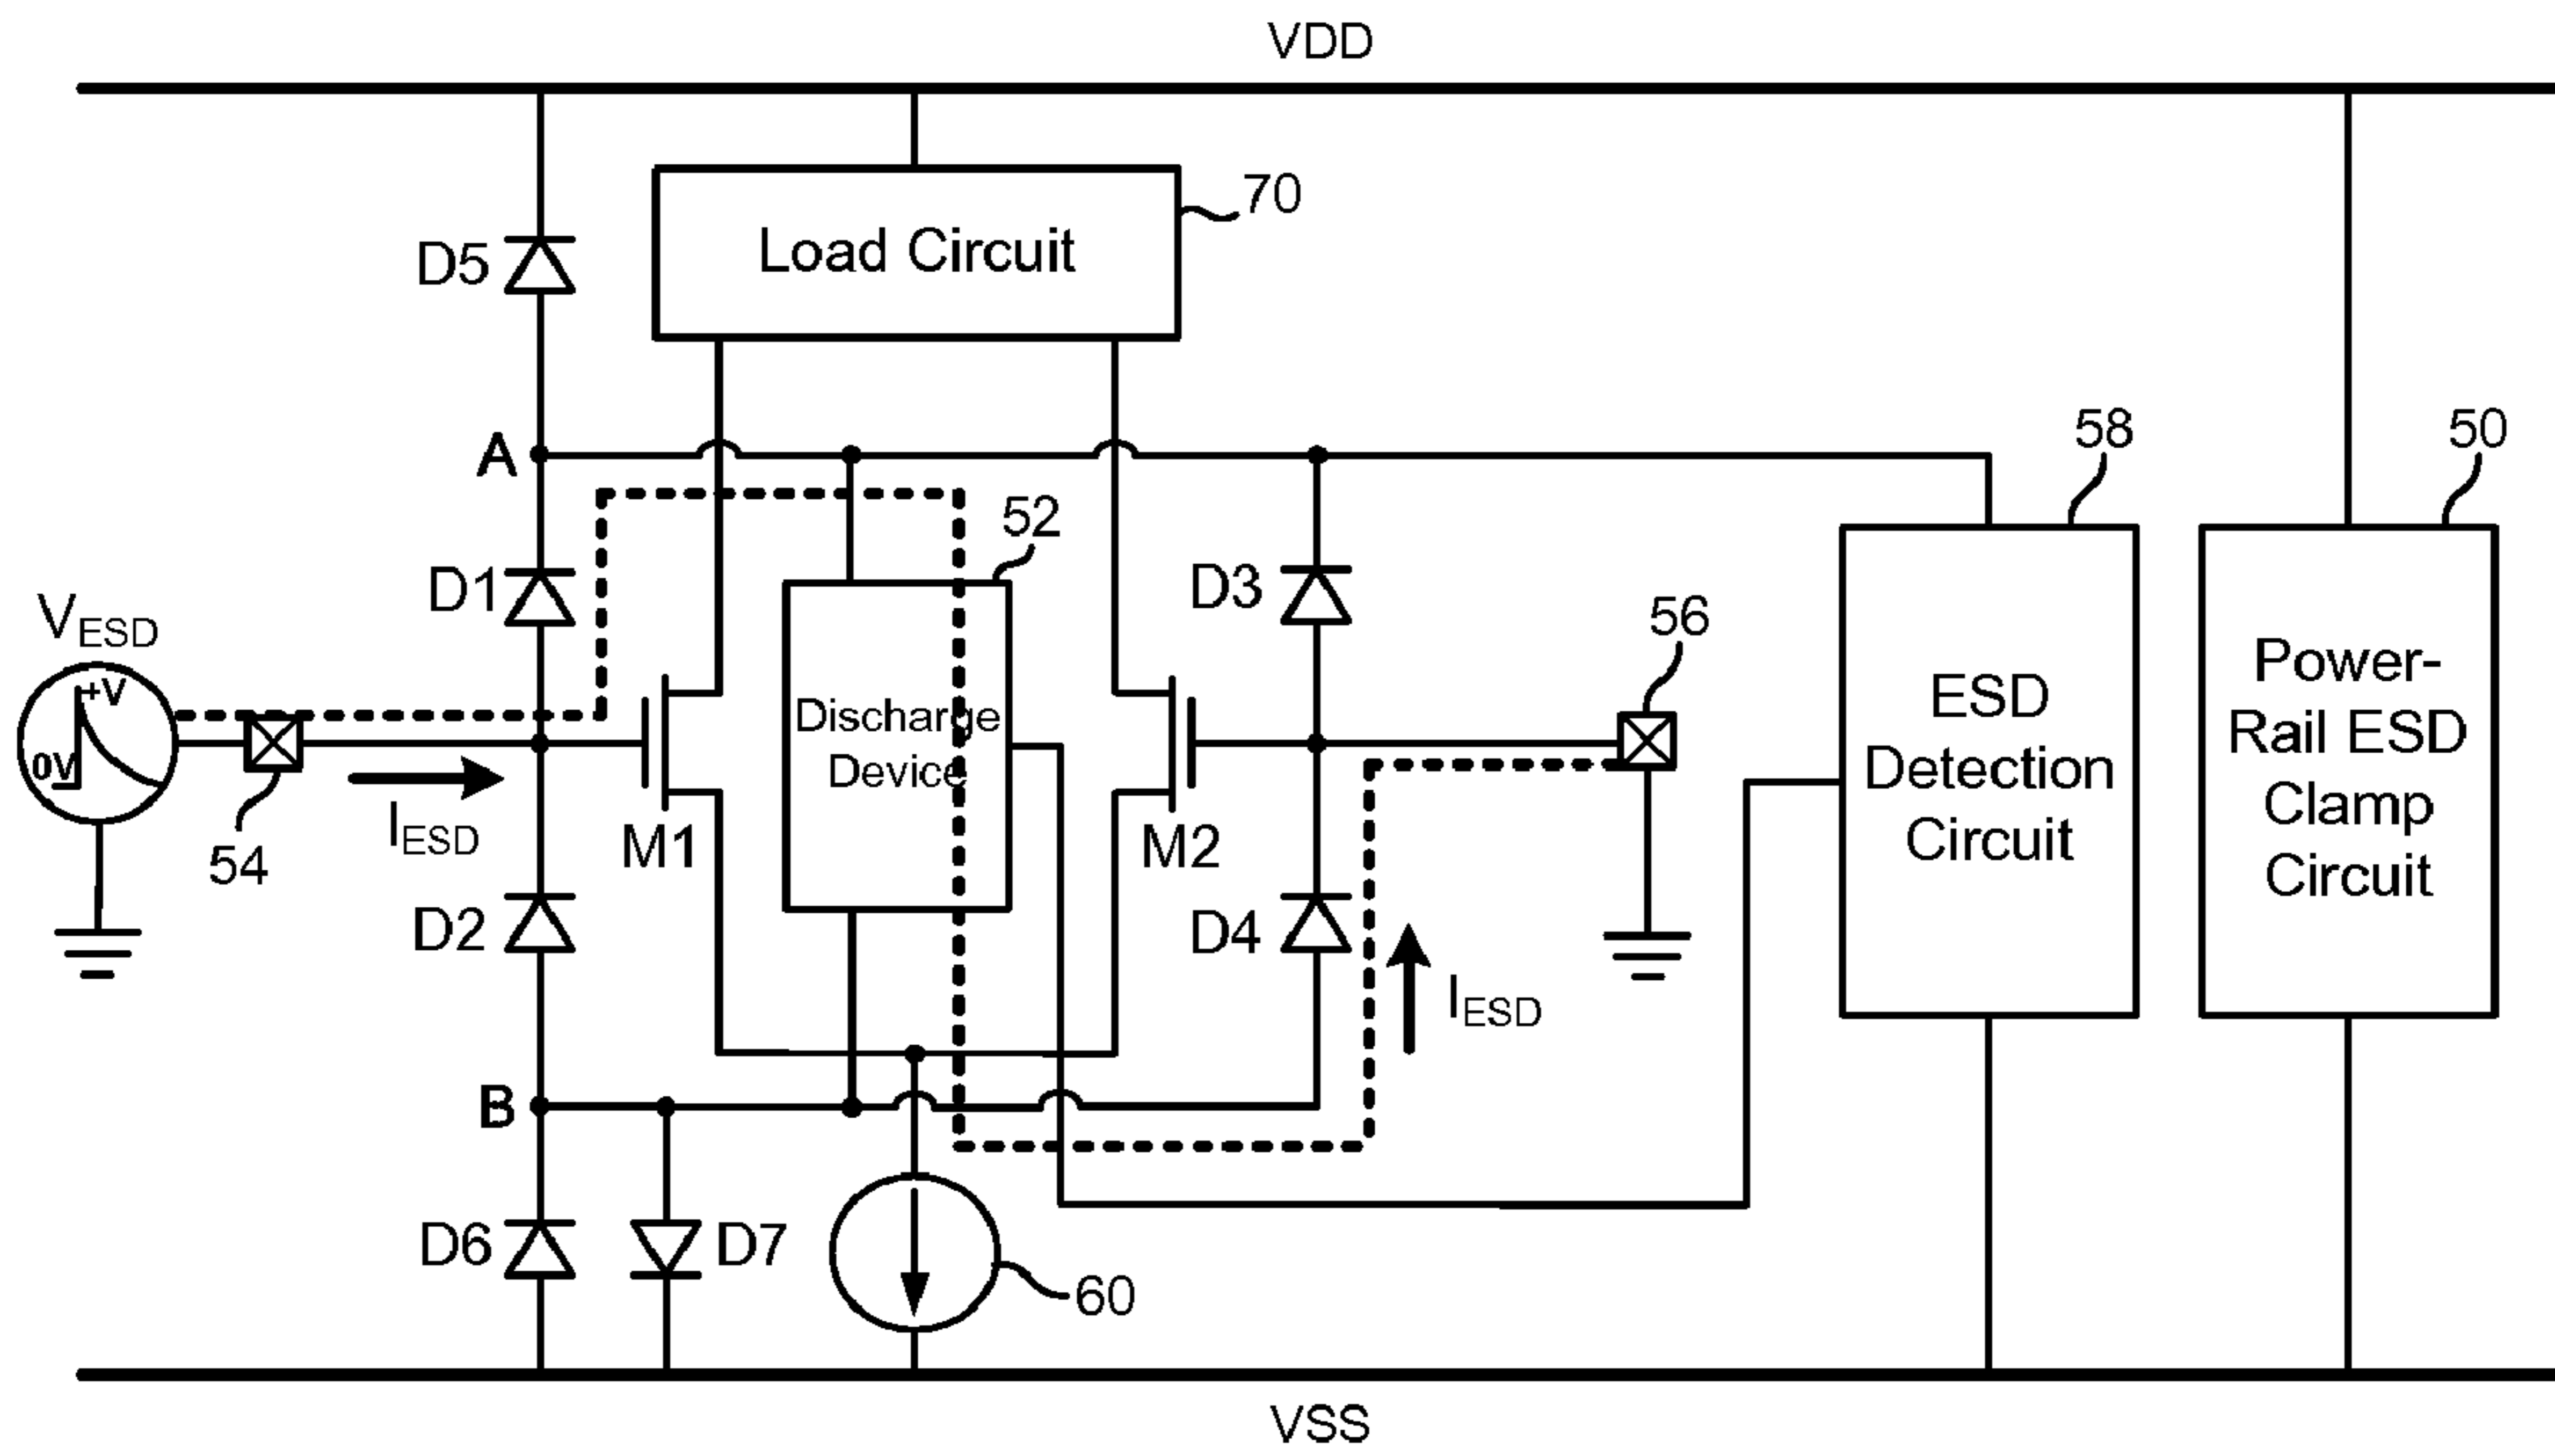 VDD
70
Load Circuit
D5
A
58
50
52
D1
D3
VESD
56
+V
0V
Discharge
Device
ESD
Detection
Circuit
Power-
Rail ESD
Clamp
Circuit
IESD
54
M1
M2
D2
D4
IESD
B
D6
D7
60
VSS